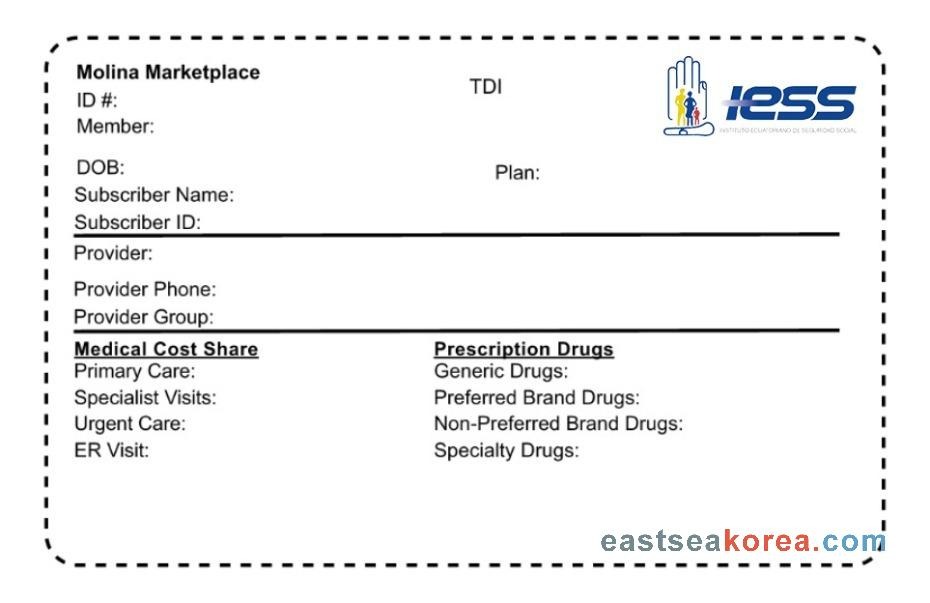 Molina Marketplace
TDI
IESS
INSTITUTO ECUATORIANO DE SEGURIDAD SOCIAL
ID #:
Member:
DOB:
Plan:
Subscriber Name:
Subscriber ID:
Provider:
Provider Phone:
Provider Group:
Medical Cost Share
Primary Care:
Specialist Visits:
Urgent Care:
ER Visit:
Prescription Drugs
Generic Drugs:
Preferred Brand Drugs:
Non-Preferred Brand Drugs:
Specialty Drugs:
eastseakorea.com